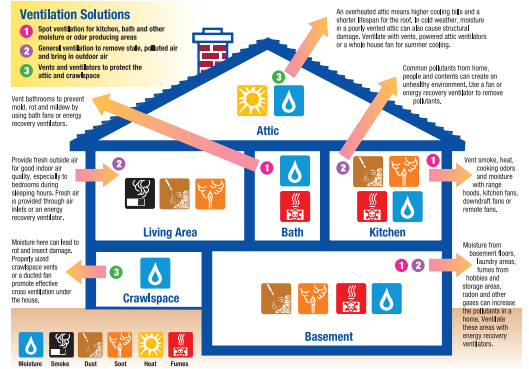 Ventilation Solutions
1 Spot ventilation for kitchen, bath and other
moisture or odor producing areas
2 General ventilation to remove stale, polluted air
and bring in outdoor air
3 Vents and ventilators to protect the
attic and crawlspace
An overheated attic means higher cooling bills and a
shorter lifespan for the roof. In cold weather, moisture
in a poorly vented attic can also cause structural
damage. Ventilate with vents, powered attic ventilators
or a whole house fan for summer cooling.
Common pollutants from home,
people and contents can create an
unhealthy environment. Use a fan or
energy recovery ventilator to remove
pollutants.
Vent bathrooms to prevent
mold, rot and mildew by
using bath fans or energy
recovery ventilators.
3
Attic
Provide fresh outside air
for good indoor air
quality, especially to
bedrooms during
sleeping hours. Fresh air
is provided through air
inlets or an energy
recovery ventilator.
2
Living Area
1
Bath
2
1
Kitchen
Vent smoke, heat,
cooking odors
and moisture
with range
hoods, kitchen fans,
downdraft fans or
remote fans.
Moisture here can lead to
rot and insect damage.
Properly sized
crawlspace vents
or a ducted fan
promote effective
cross ventilation under
the house.
3
Crawlspace
1 2
Basement
Moisture from
basement floors,
laundry areas,
fumes from
hobbies and
storage areas,
radon and other
gases can increase
the pollutants in a
home. Ventilate
these areas with
energy recovery
ventilators.
Moisture Smoke Dust Soot Heat Fumes